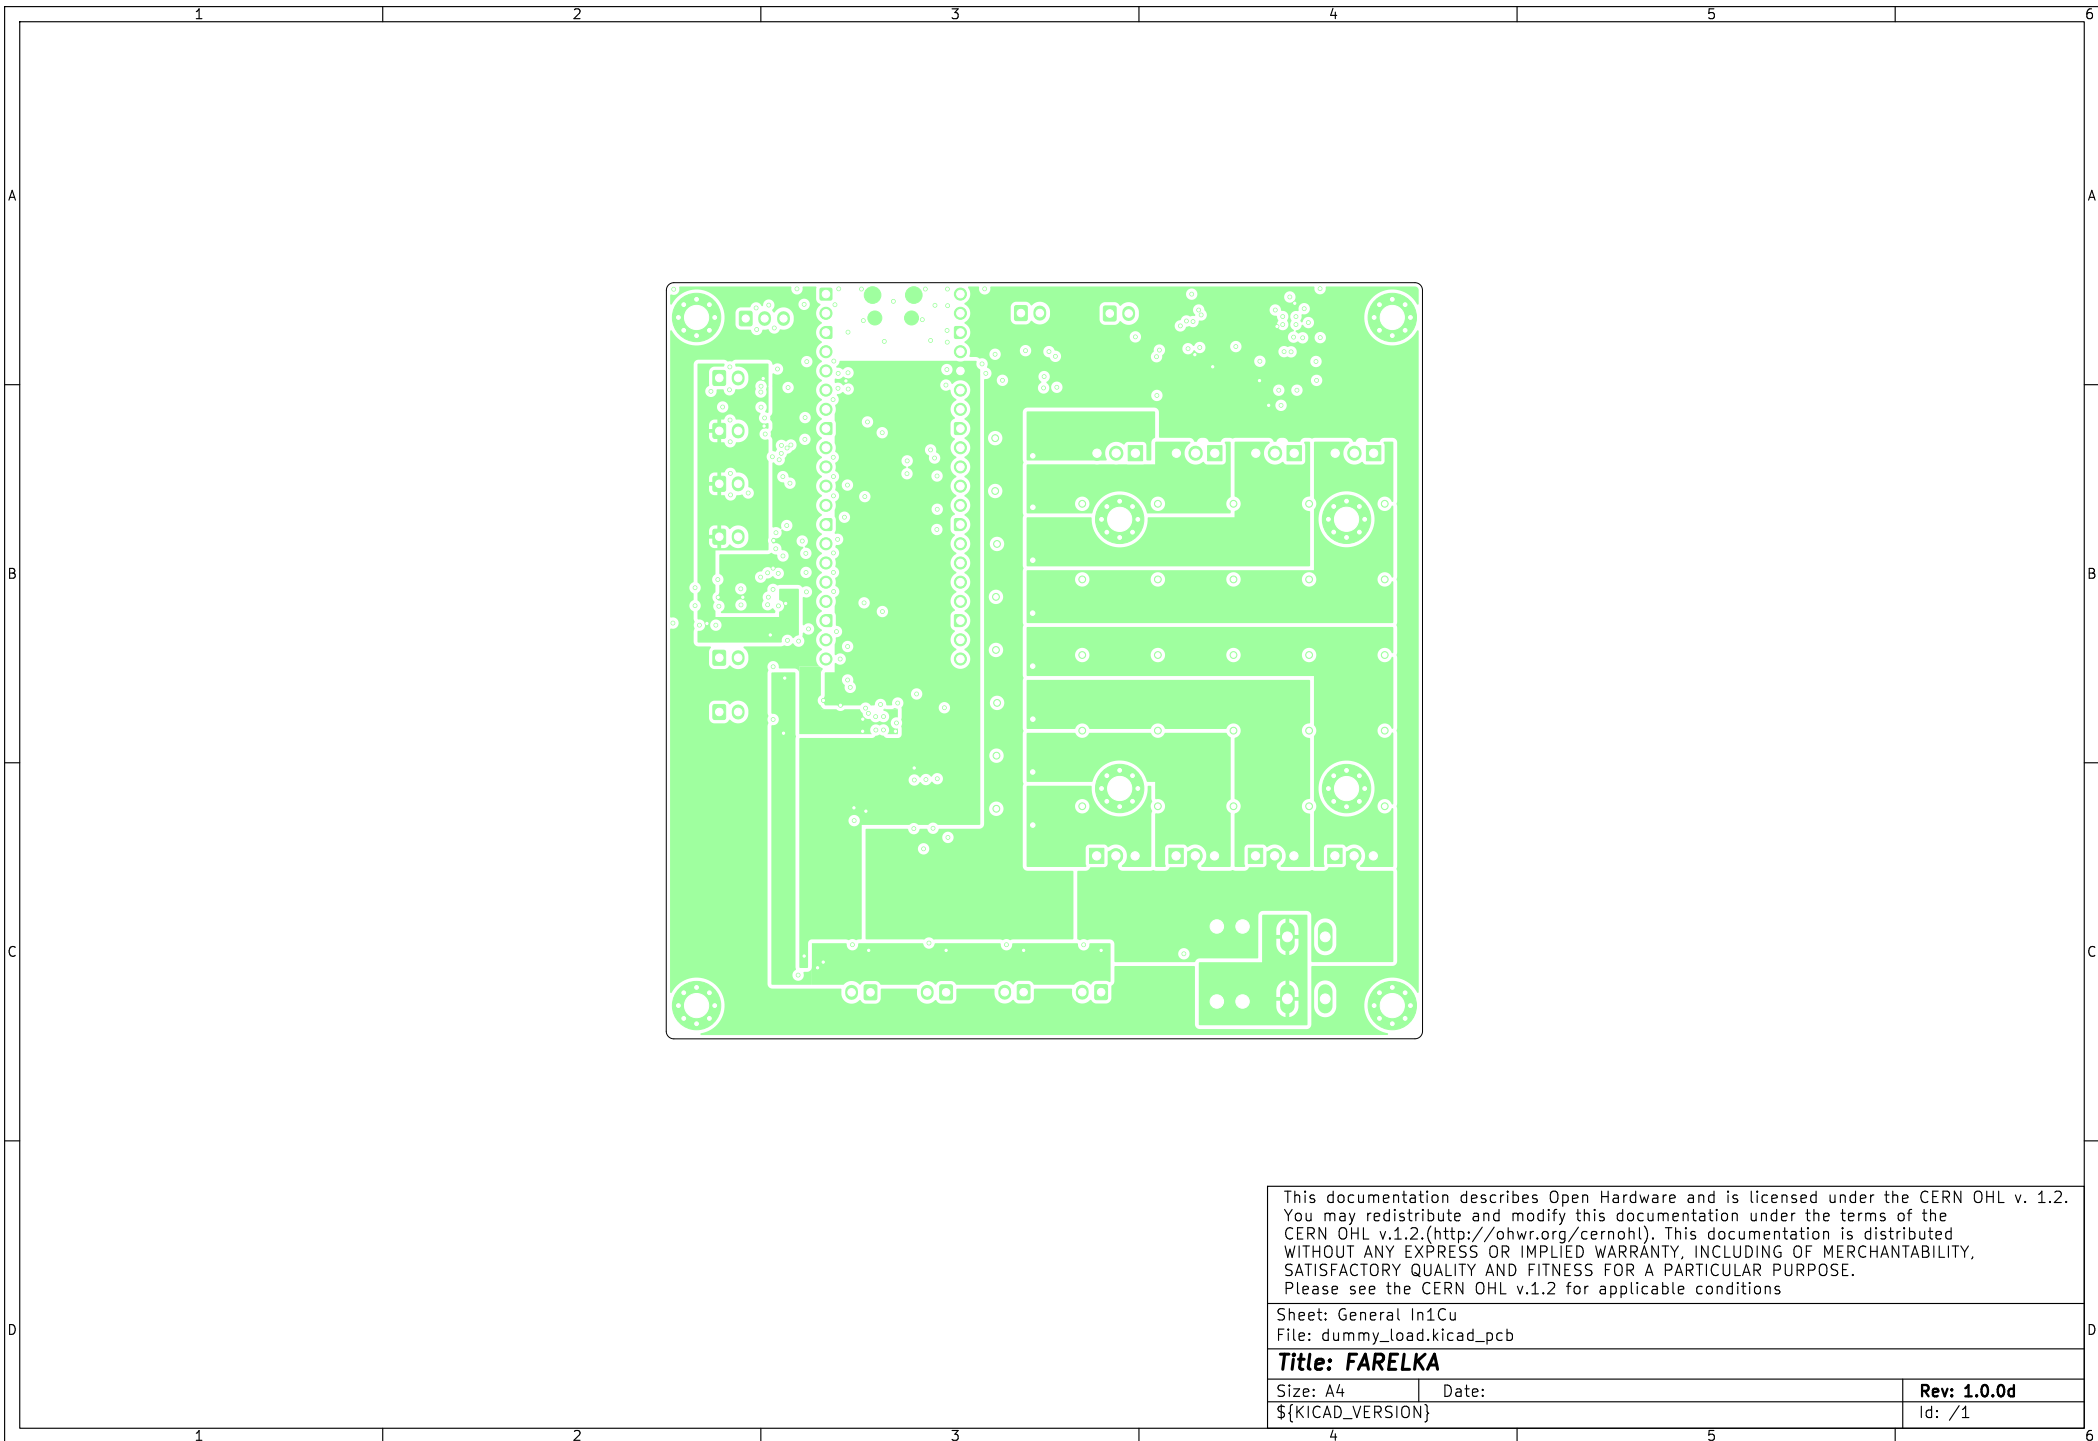 1 2 3 4 5 6
A A
B B
C C
D D
This documentation describes Open Hardware and is licensed under the CERN OHL v. 1.2.
You may redistribute and modify this documentation under the terms of the
CERN OHL v.1.2.(http://ohwr.org/cernohl). This documentation is distributed
WITHOUT ANY EXPRESS OR IMPLIED WARRANTY, INCLUDING OF MERCHANTABILITY,
SATISFACTORY QUALITY AND FITNESS FOR A PARTICULAR PURPOSE.
Please see the CERN OHL v.1.2 for applicable conditions
Sheet: General In1Cu
File: dummy_load.kicad_pcb
Title: FARELKA
Size: A4 Date: Rev: 1.0.0d
${KICAD_VERSION} Id: /1
1 2 3 4 5 6